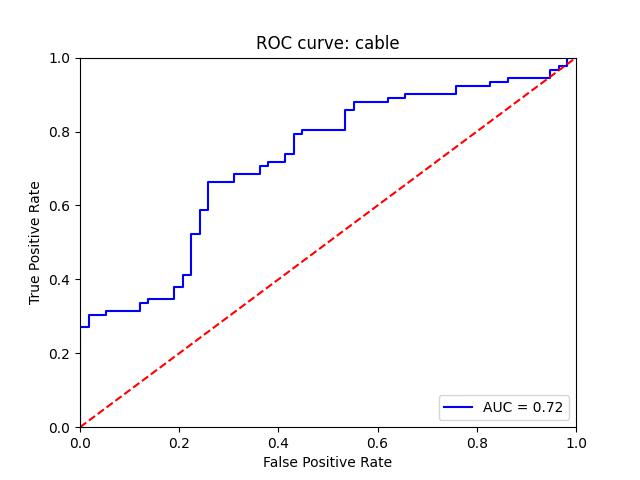 ROC curve: cable
1.0
0.8
0.6
0.4
0.2
0.0
True Positive Rate
0.0 0.2 0.4 0.6 0.8 1.0
False Positive Rate
AUC = 0.72